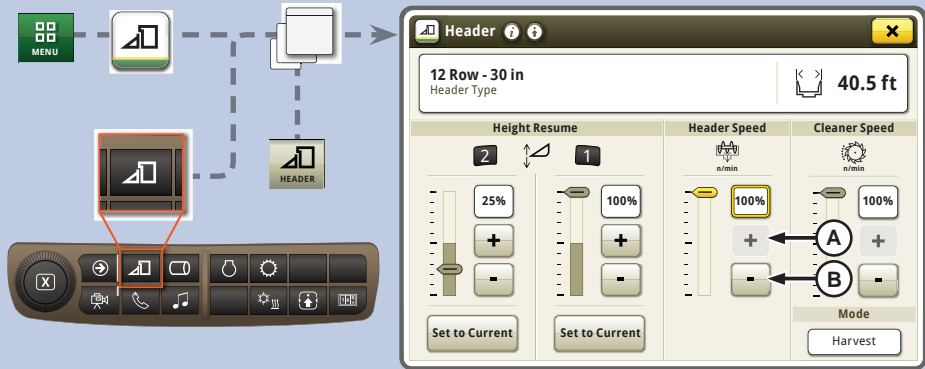 MENU
HEADER
X
Header
12 Row - 30 in
Header Type
40.5 ft
Height Resume
Header Speed
Cleaner Speed
2
1
n/min
n/min
25%
100%
100%
100%
+
+
+
+
-
-
-
-
A
B
Set to Current
Set to Current
Mode
Harvest